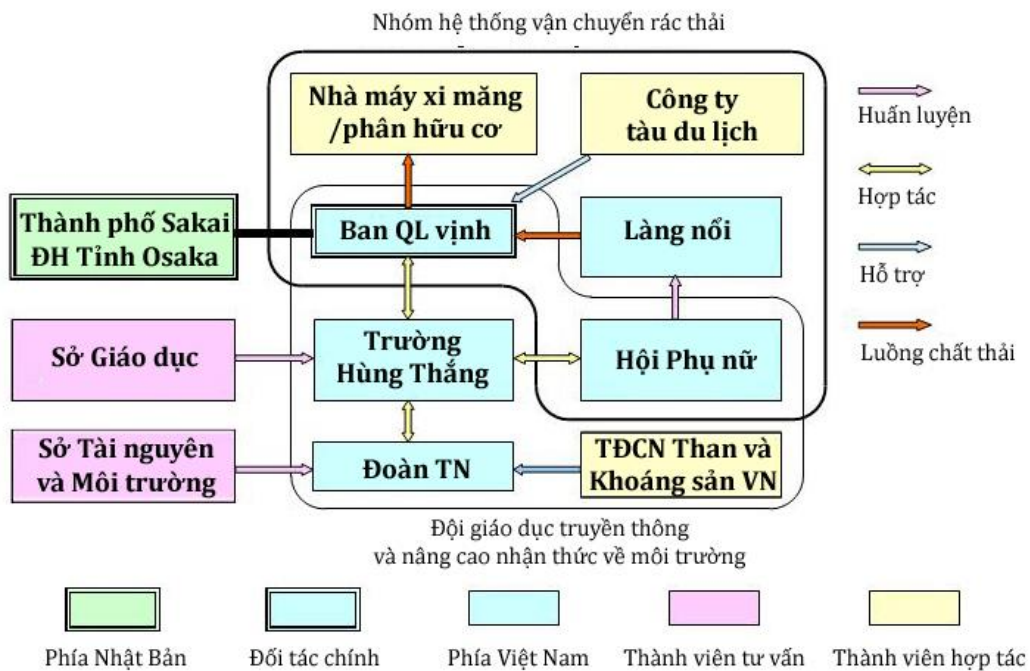 Nhóm hệ thống vận chuyển rác thải
Nhà máy xi măng
/phân hữu cơ
Công ty
tàu du lịch
Huấn luyện
Hợp tác
Hỗ trợ
Luồng chất thải
Thành phố Sakai
ĐH Tỉnh Osaka
Ban QL vịnh
Làng nổi
Sở Giáo dục
Trường
Hùng Thắng
Hội Phụ nữ
Sở Tài nguyên
và Môi trường
Đoàn TN
TĐCN Than và
Khoáng sản VN
Đội giáo dục truyền thông
và nâng cao nhận thức về môi trường
Phía Nhật Bản
Đối tác chính
Phía Việt Nam
Thành viên tư vấn
Thành viên hợp tác